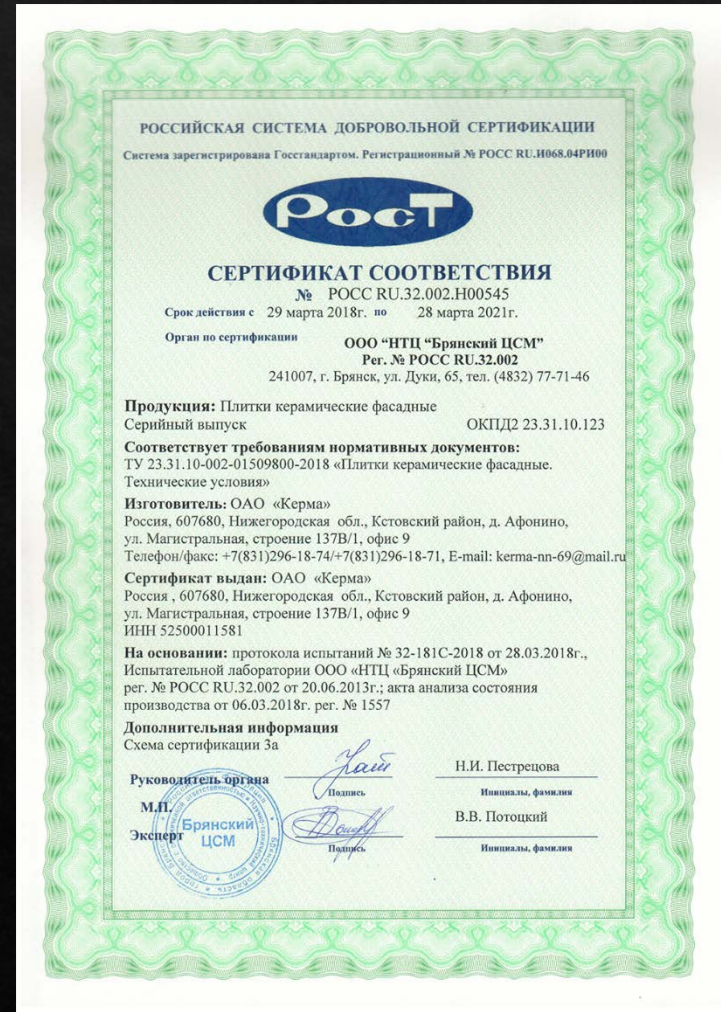 РОССИЙСКАЯ СИСТЕМА ДОБРОВОЛЬНОЙ СЕРТИФИКАЦИИ
Система зарегистрирована Госстандартом. Регистрационный № РОСС RU.И068.04РИ00
РосТ
СЕРТИФИКАТ СООТВЕТСТВИЯ
№ РОСС RU.32.002.Н00545
Срок действия с 29 марта 2018г. по 28 марта 2021г.
Орган по сертификации
ООО “НТЦ “Брянский ЦСМ”
Рег. № РОСС RU.32.002
241007, г. Брянск, ул. Дуки, 65, тел. (4832) 77-71-46
Продукция: Плитки керамические фасадные
Серийный выпуск ОКПД2 23.31.10.123
Соответствует требованиям нормативных документов:
ТУ 23.31.10-002-01509800-2018 «Плитки керамические фасадные.
Технические условия»
Изготовитель: ОАО «Керма»
Россия, 607680, Нижегородская обл., Кстовский район, д. Афонино,
ул. Магистральная, строение 137В/1, офис 9
Телефон/факс: +7(831)296-18-74/+7(831)296-18-71, E-mail: kerma-nn-69@mail.ru
Сертификат выдан: ОАО «Керма»
Россия , 607680, Нижегородская обл., Кстовский район, д. Афонино,
ул. Магистральная, строение 137В/1, офис 9
ИНН 52500011581
На основании: протокола испытаний № 32-181С-2018 от 28.03.2018г.,
Испытательной лаборатории ООО «НТЦ «Брянский ЦСМ»
рег. № РОСС RU.32.002 от 20.06.2013г.; акта анализа состояния
производства от 06.03.2018г. рег. № 1557
Дополнительная информация
Схема сертификации 3а
Руководитель органа Н.И. Пестрецова
Подпись Инициалы, фамилия
М.П.
Эксперт В.В. Потоцкий
Подпись Инициалы, фамилия
Брянский
ЦСМ